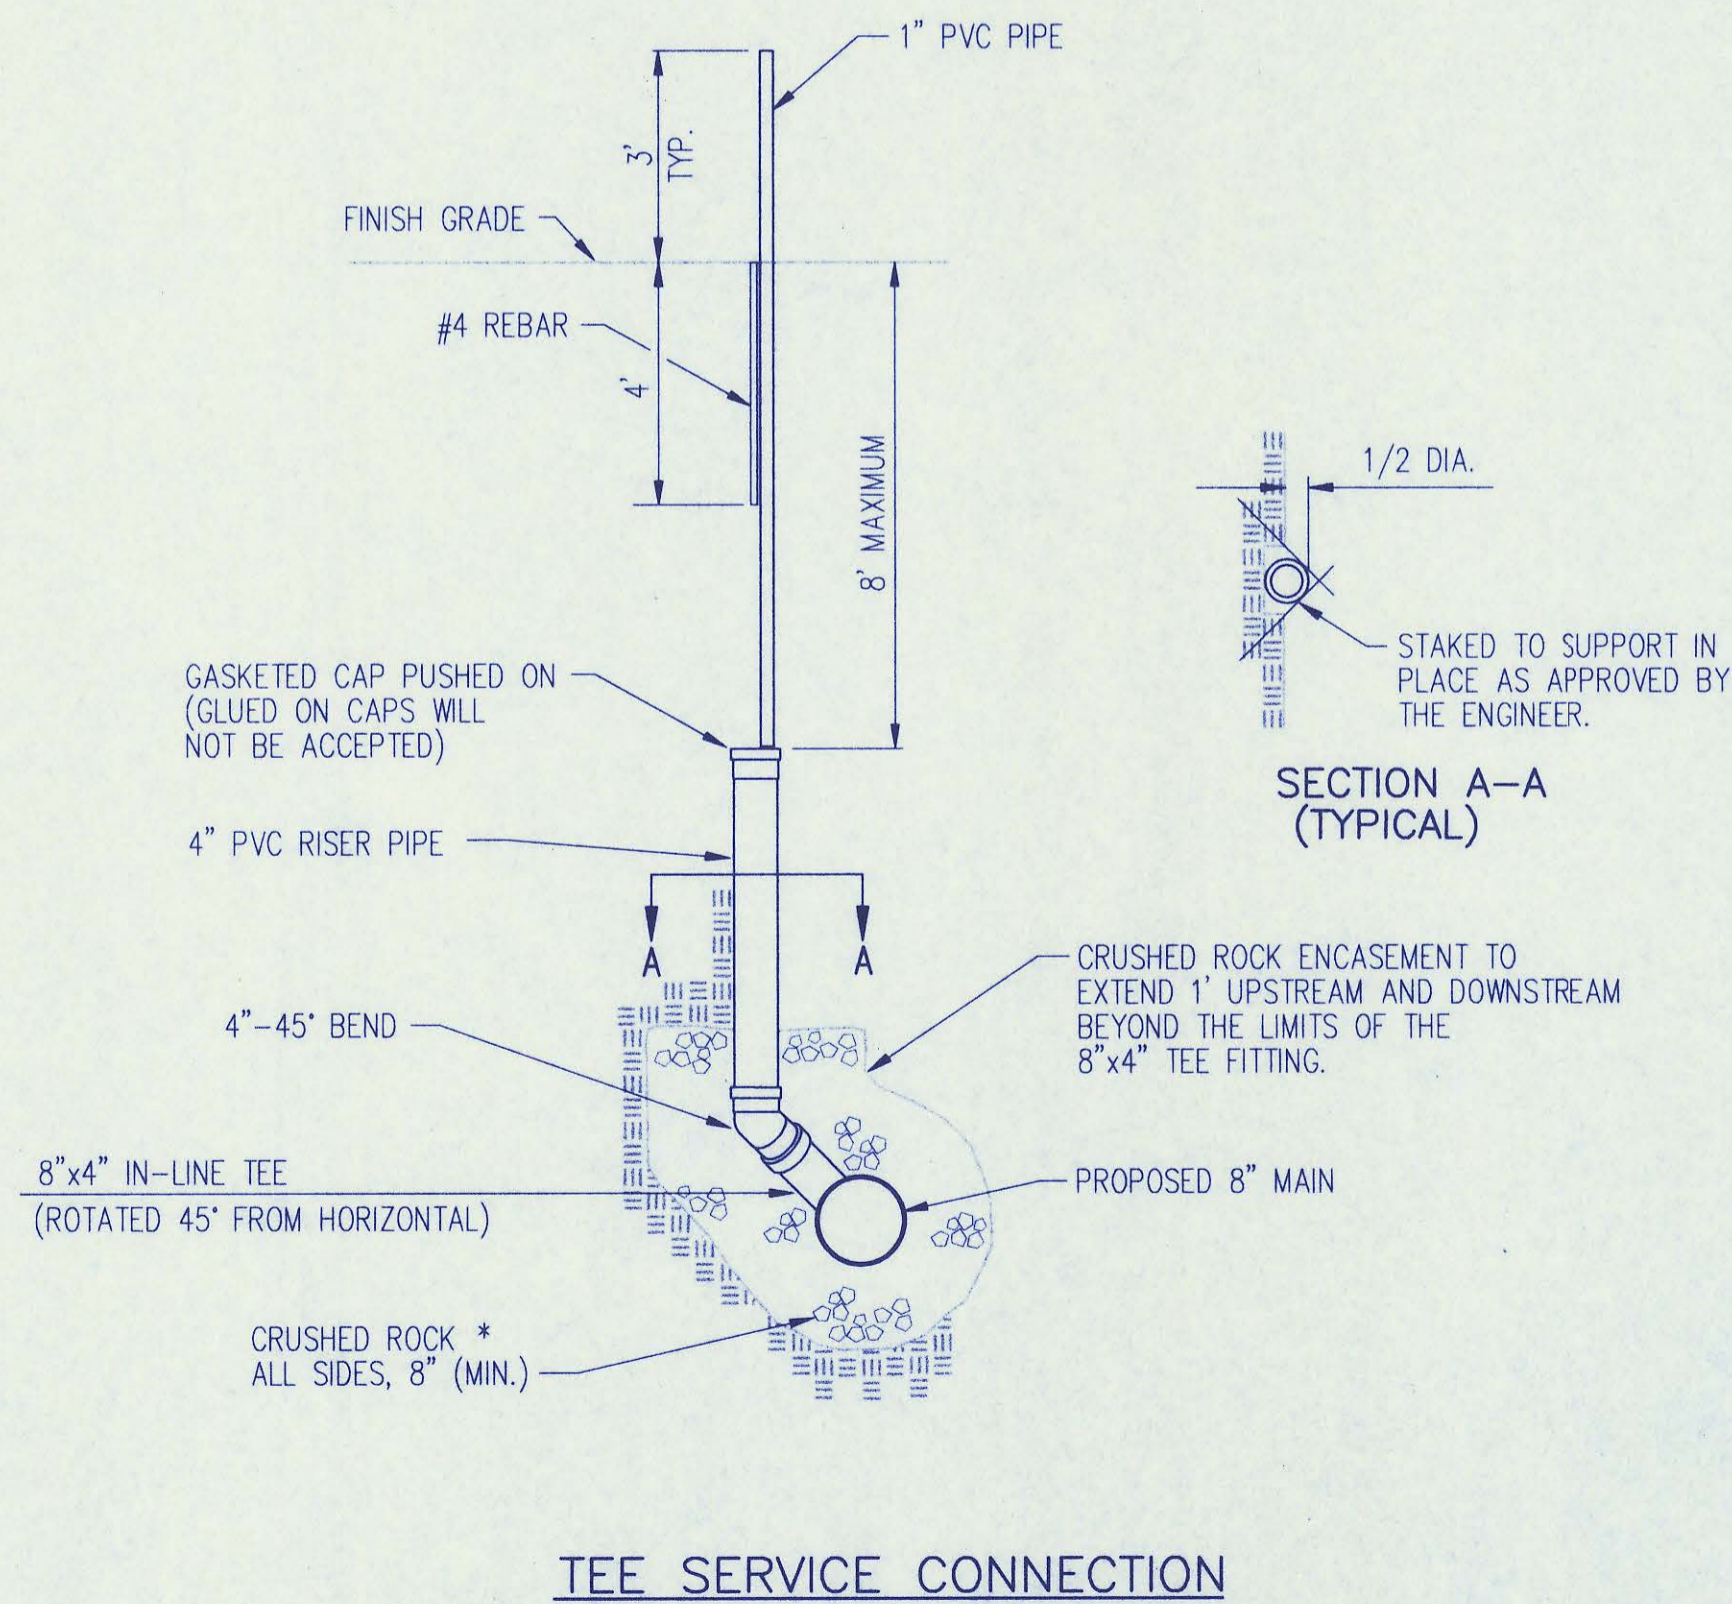 1" PVC PIPE
3'
TYP.
FINISH GRADE
#4 REBAR
4'
8' MAXIMUM
1/2 DIA.
STAKED TO SUPPORT IN
PLACE AS APPROVED BY
THE ENGINEER.
SECTION A-A
(TYPICAL)
GASKETED CAP PUSHED ON
(GLUED ON CAPS WILL
NOT BE ACCEPTED)
4" PVC RISER PIPE
A
A
CRUSHED ROCK ENCASEMENT TO
EXTEND 1' UPSTREAM AND DOWNSTREAM
BEYOND THE LIMITS OF THE
8"x4" TEE FITTING.
4"-45° BEND
8"x4" IN-LINE TEE
(ROTATED 45° FROM HORIZONTAL)
PROPOSED 8" MAIN
CRUSHED ROCK *
ALL SIDES, 8" (MIN.)
TEE SERVICE CONNECTION